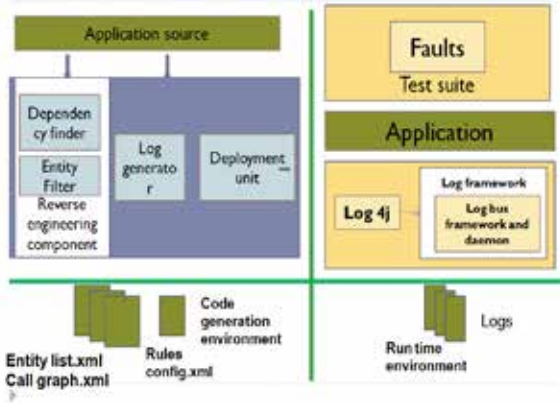 Application source
Dependen
cy finder
Entity
Filter
Reverse
engineering
component
Log
generato
r
Deployment
unit
Faults
Test suite
Application
Log 4j
Log framework
Log bus
framework and
daemon
Entity list.xml
Call graph.xml
Rules
config.xml
Code
generation
environment
Run time
environment
Logs